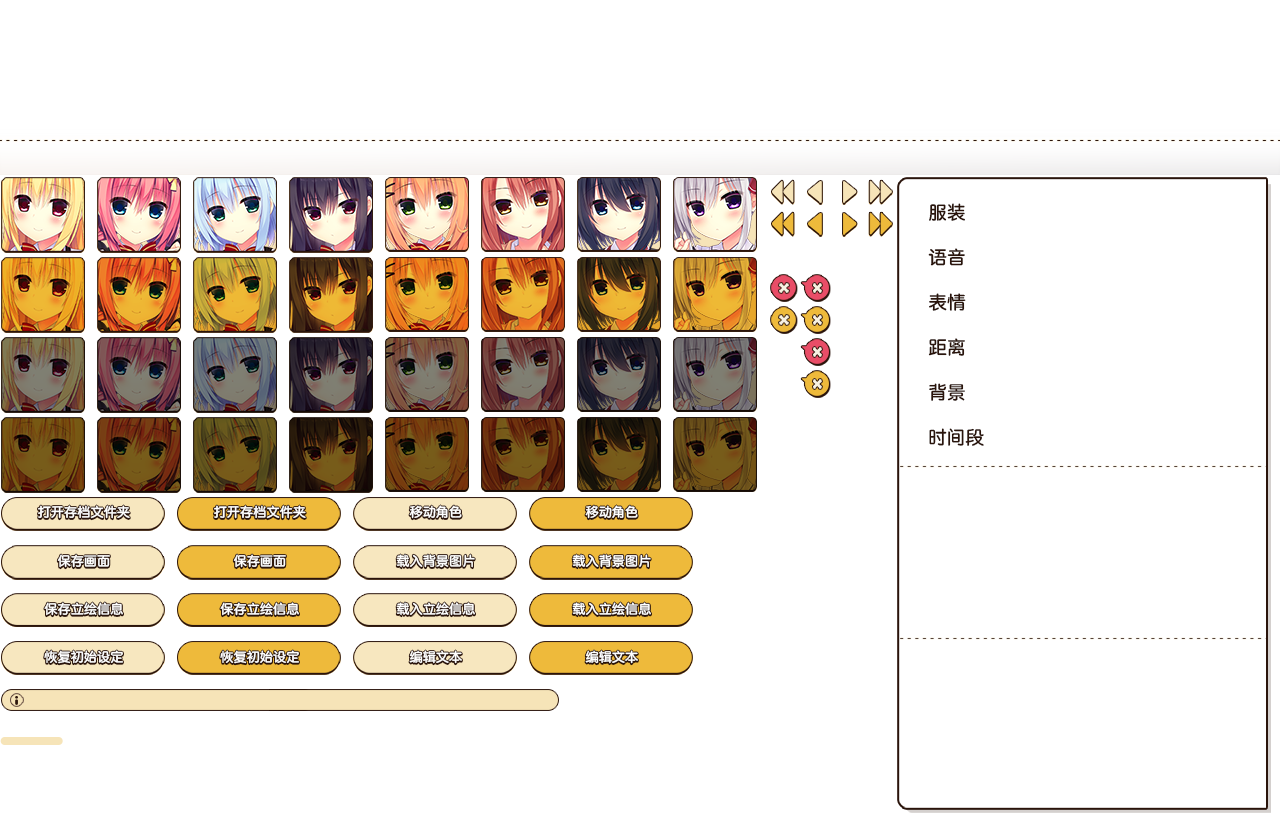 服装
语音
表情
距离
背景
时间段
打开存档文件夹 打开存档文件夹 移动角色 移动角色
保存画面 保存画面 载入背景图片 载入背景图片
保存立绘信息 保存立绘信息 载入立绘信息 载入立绘信息
恢复初始设定 恢复初始设定 编辑文本 编辑文本